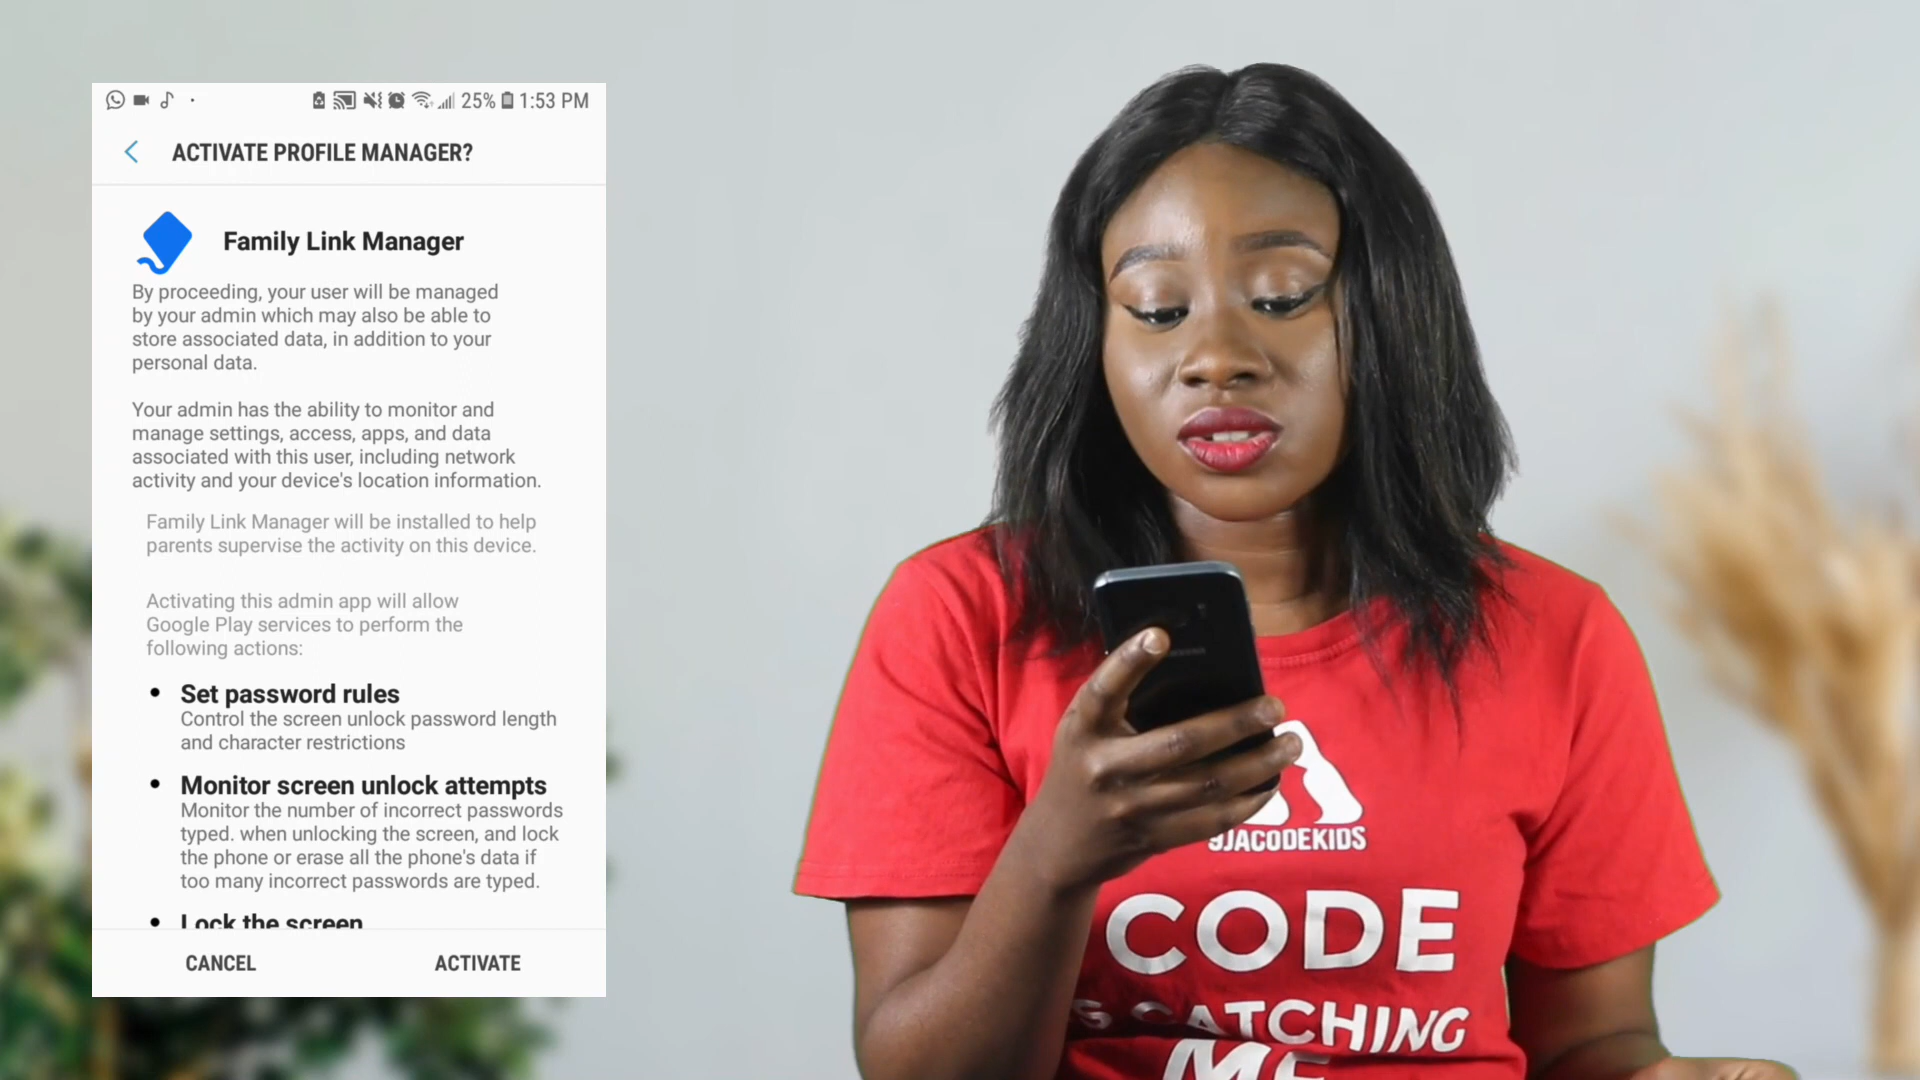 25% 1:53 PM
ACTIVATE PROFILE MANAGER?
Family Link Manager
By proceeding, your user will be managed
by your admin which may also be able to
store associated data, in addition to your
personal data.
Your admin has the ability to monitor and
manage settings, access, apps, and data
associated with this user, including network
activity and your device's location information.
Family Link Manager will be installed to help
parents supervise the activity on this device.
Activating this admin app will allow
Google Play services to perform the
following actions:
• Set password rules
Control the screen unlock password length
and character restrictions
• Monitor screen unlock attempts
Monitor the number of incorrect passwords
typed. when unlocking the screen, and lock
the phone or erase all the phone's data if
too many incorrect passwords are typed.
• Lock the screen
CANCEL ACTIVATE
SAMSUNG
9JACODEKIDS
CODE
S CATCHING
ME